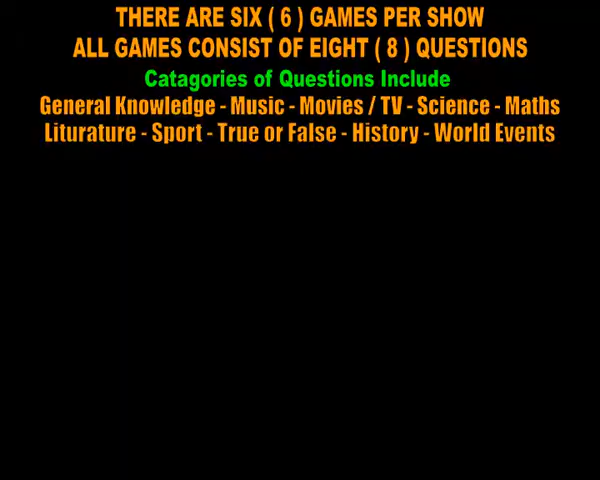 THERE ARE SIX ( 6 ) GAMES PER SHOW
ALL GAMES CONSIST OF EIGHT ( 8 ) QUESTIONS
Catagories of Questions Include
General Knowledge - Music - Movies / TV - Science - Maths
Liturature - Sport - True or False - History - World Events